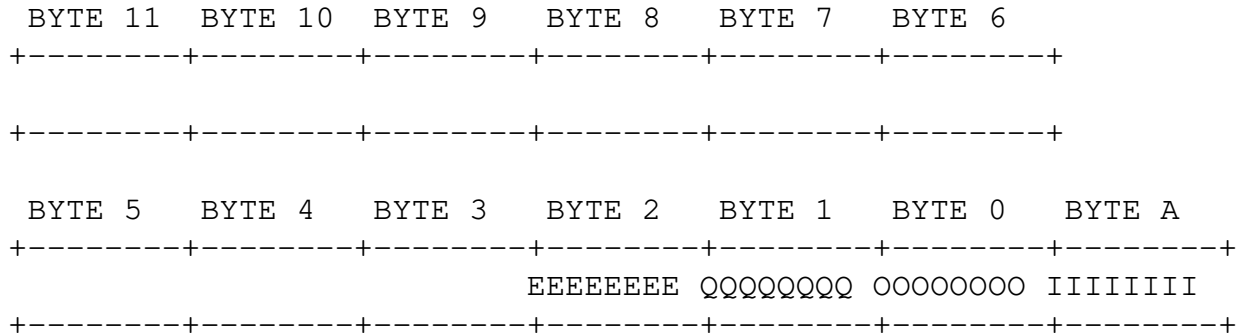 BYTE 11 BYTE 10 BYTE 9 BYTE 8 BYTE 7 BYTE 6
+--------+--------+--------+--------+--------+--------+
+--------+--------+--------+--------+--------+--------+
BYTE 5 BYTE 4 BYTE 3 BYTE 2 BYTE 1 BYTE 0 BYTE A
+--------+--------+--------+--------+--------+--------+--------+
EEEEEEEE QQQQQQQQ OOOOOOOO IIIIIIII
+--------+--------+--------+--------+--------+--------+--------+